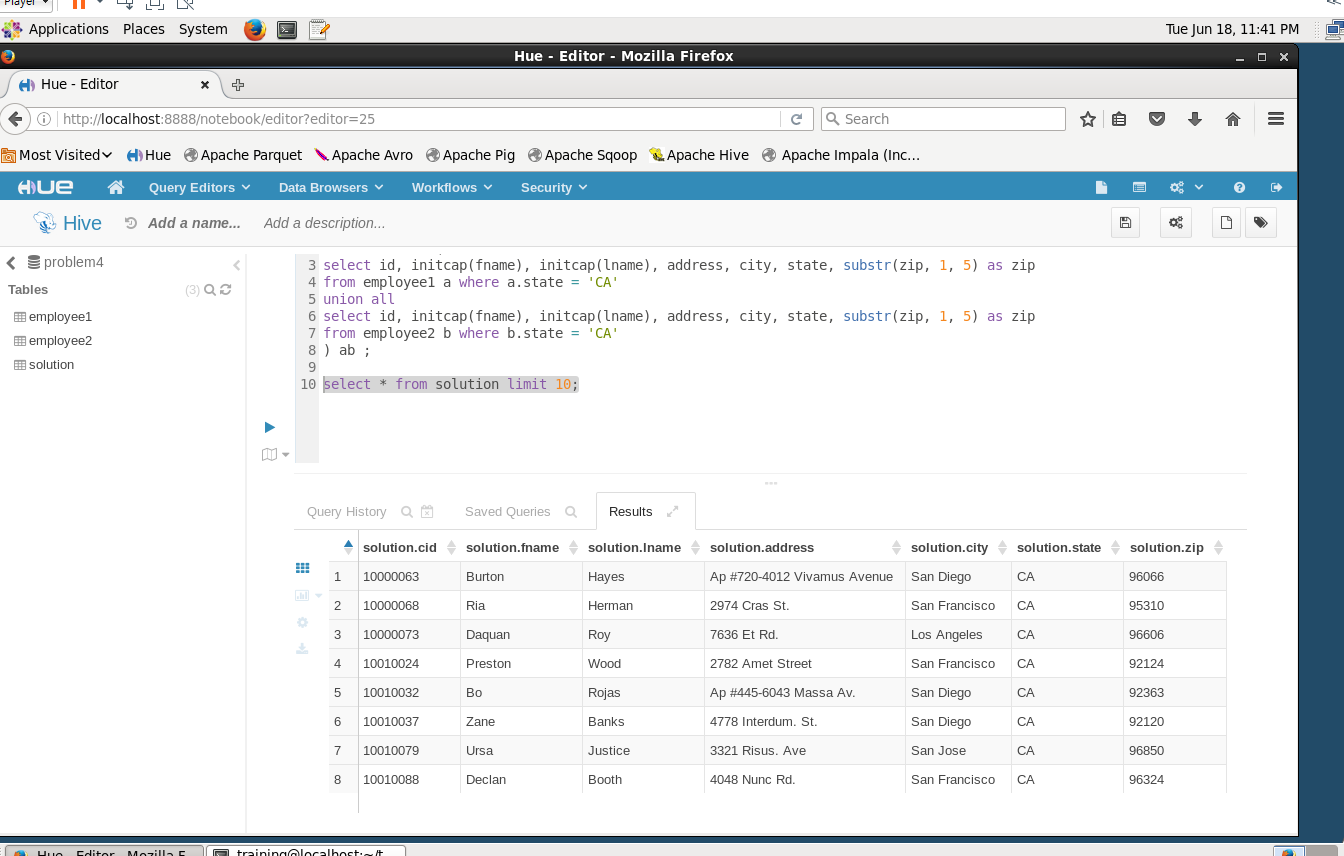 Player
Applications Places System Tue Jun 18, 11:41 PM
Hue - Editor - Mozilla Firefox
Hue - Editor
http://localhost:8888/notebook/editor?editor=25 Search
Most Visited Hue Apache Parquet Apache Avro Apache Pig Apache Sqoop Apache Hive Apache Impala (Inc...
HUE Query Editors Data Browsers Workflows Security
Hive Add a name... Add a description...
problem4
Tables (3)
employee1
employee2
solution
3 select id, initcap(fname), initcap(lname), address, city, state, substr(zip, 1, 5) as zip
4 from employee1 a where a.state = 'CA'
5 union all
6 select id, initcap(fname), initcap(lname), address, city, state, substr(zip, 1, 5) as zip
7 from employee2 b where b.state = 'CA'
8 ) ab ;
9
10 select * from solution limit 10;
Query History Saved Queries Results
solution.cid solution.fname solution.lname solution.address solution.city solution.state solution.zip
1 10000063 Burton Hayes Ap #720-4012 Vivamus Avenue San Diego CA 96066
2 10000068 Ria Herman 2974 Cras St. San Francisco CA 95310
3 10000073 Daquan Roy 7636 Et Rd. Los Angeles CA 96606
4 10010024 Preston Wood 2782 Amet Street San Francisco CA 92124
5 10010032 Bo Rojas Ap #445-6043 Massa Av. San Diego CA 92363
6 10010037 Zane Banks 4778 Interdum. St. San Diego CA 92120
7 10010079 Ursa Justice 3321 Risus. Ave San Jose CA 96850
8 10010088 Declan Booth 4048 Nunc Rd. San Francisco CA 96324
Hue - Editor - Mozilla F... training@localhost:~/t...